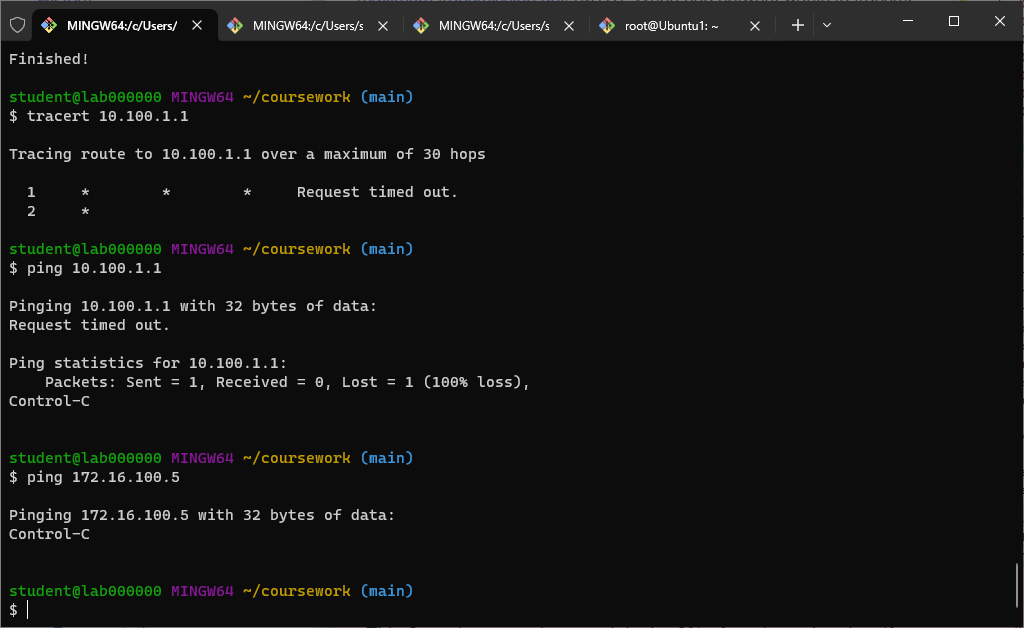 MINGW64:/c/Users/
MINGW64:/c/Users/s
MINGW64:/c/Users/s
root@Ubuntu1: ~
Finished!
student@lab000000 MINGW64 ~/coursework (main)
$ tracert 10.100.1.1
Tracing route to 10.100.1.1 over a maximum of 30 hops
1 * * * Request timed out.
2 *
student@lab000000 MINGW64 ~/coursework (main)
$ ping 10.100.1.1
Pinging 10.100.1.1 with 32 bytes of data:
Request timed out.
Ping statistics for 10.100.1.1:
Packets: Sent = 1, Received = 0, Lost = 1 (100% loss),
Control-C
student@lab000000 MINGW64 ~/coursework (main)
$ ping 172.16.100.5
Pinging 172.16.100.5 with 32 bytes of data:
Control-C
student@lab000000 MINGW64 ~/coursework (main)
$